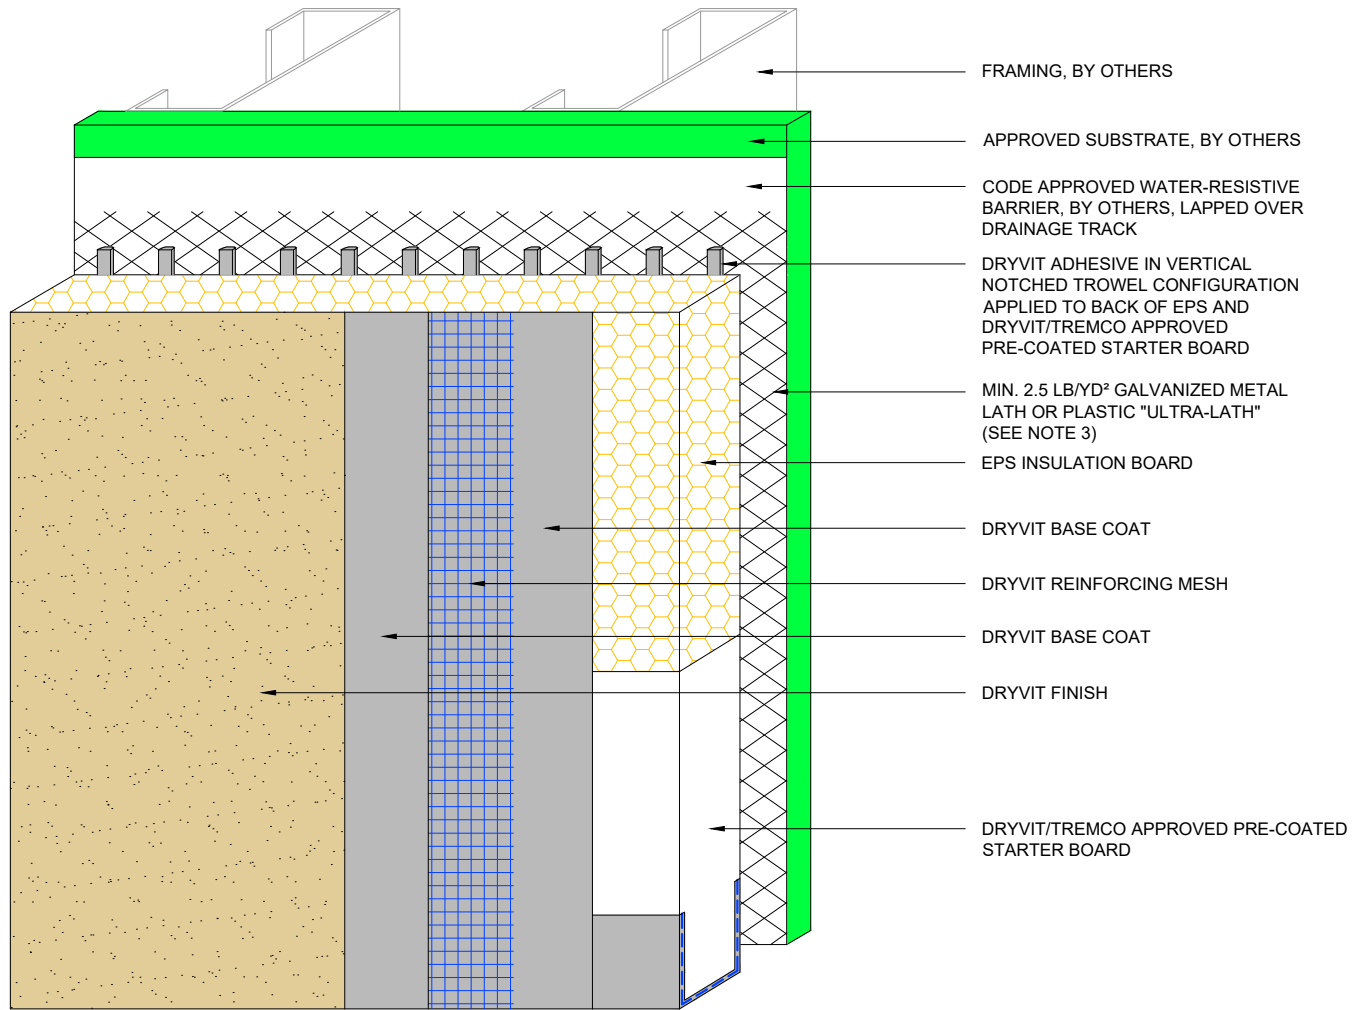 FRAMING, BY OTHERS
APPROVED SUBSTRATE, BY OTHERS
CODE APPROVED WATER-RESISTIVE
BARRIER, BY OTHERS, LAPPED OVER
DRAINAGE TRACK
DRYVIT ADHESIVE IN VERTICAL
NOTCHED TROWEL CONFIGURATION
APPLIED TO BACK OF EPS AND
DRYVIT/TREMCO APPROVED
PRE-COATED STARTER BOARD
MIN. 2.5 LB/YD² GALVANIZED METAL
LATH OR PLASTIC "ULTRA-LATH"
(SEE NOTE 3)
EPS INSULATION BOARD
DRYVIT BASE COAT
DRYVIT REINFORCING MESH
DRYVIT BASE COAT
DRYVIT FINISH
DRYVIT/TREMCO APPROVED PRE-COATED
STARTER BOARD